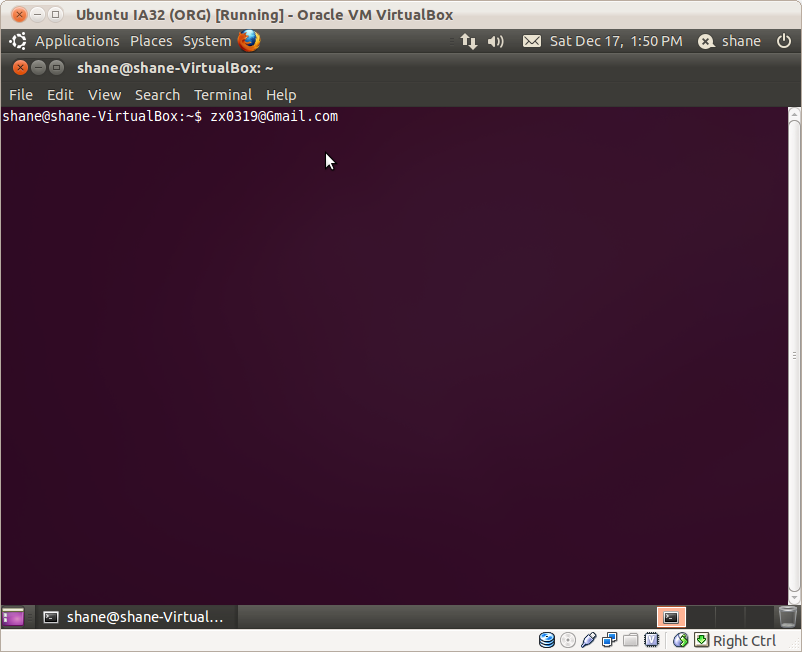 Ubuntu IA32 (ORG) [Running] - Oracle VM VirtualBox
Applications Places System Sat Dec 17, 1:50 PM shane
shane@shane-VirtualBox: ~
File Edit View Search Terminal Help
shane@shane-VirtualBox:~$ zx0319@Gmail.com
shane@shane-Virtual...
Right Ctrl